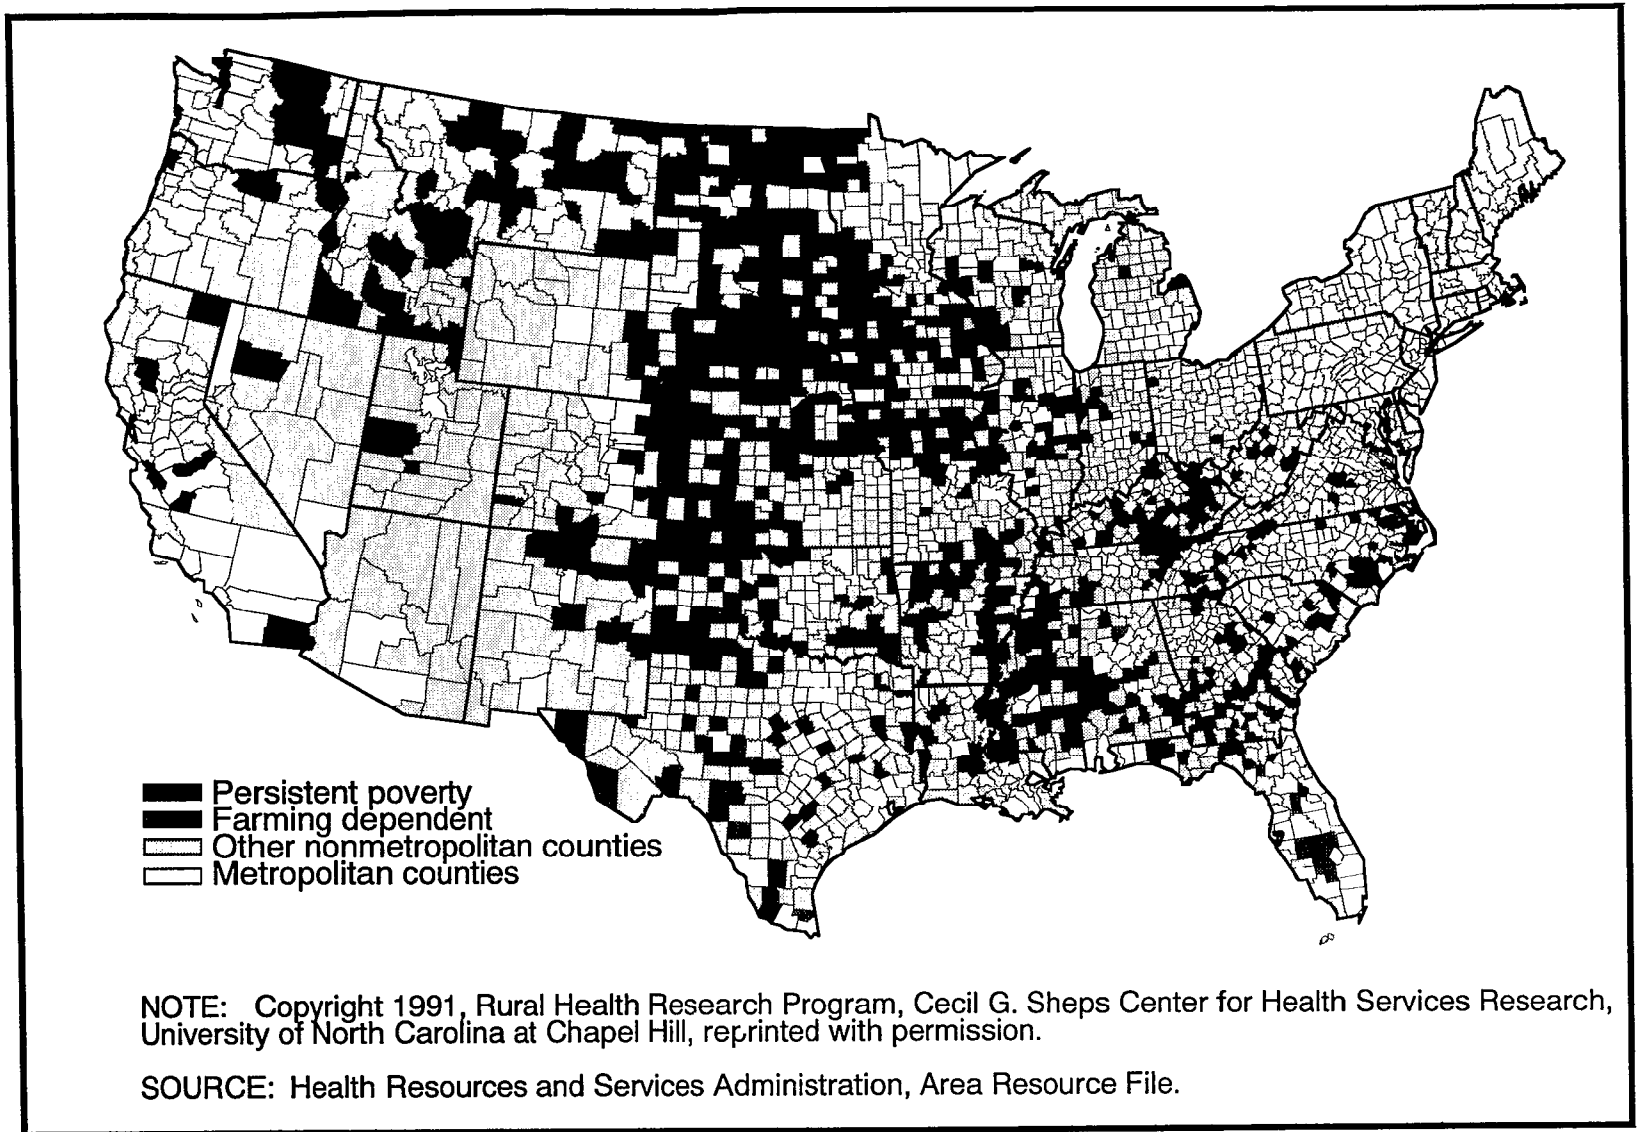 Persistent poverty
Farming dependent
Other nonmetropolitan counties
Metropolitan counties
NOTE: Copyright 1991, Rural Health Research Program, Cecil G. Sheps Center for Health Services Research,
University of North Carolina at Chapel Hill, reprinted with permission.
SOURCE: Health Resources and Services Administration, Area Resource File.